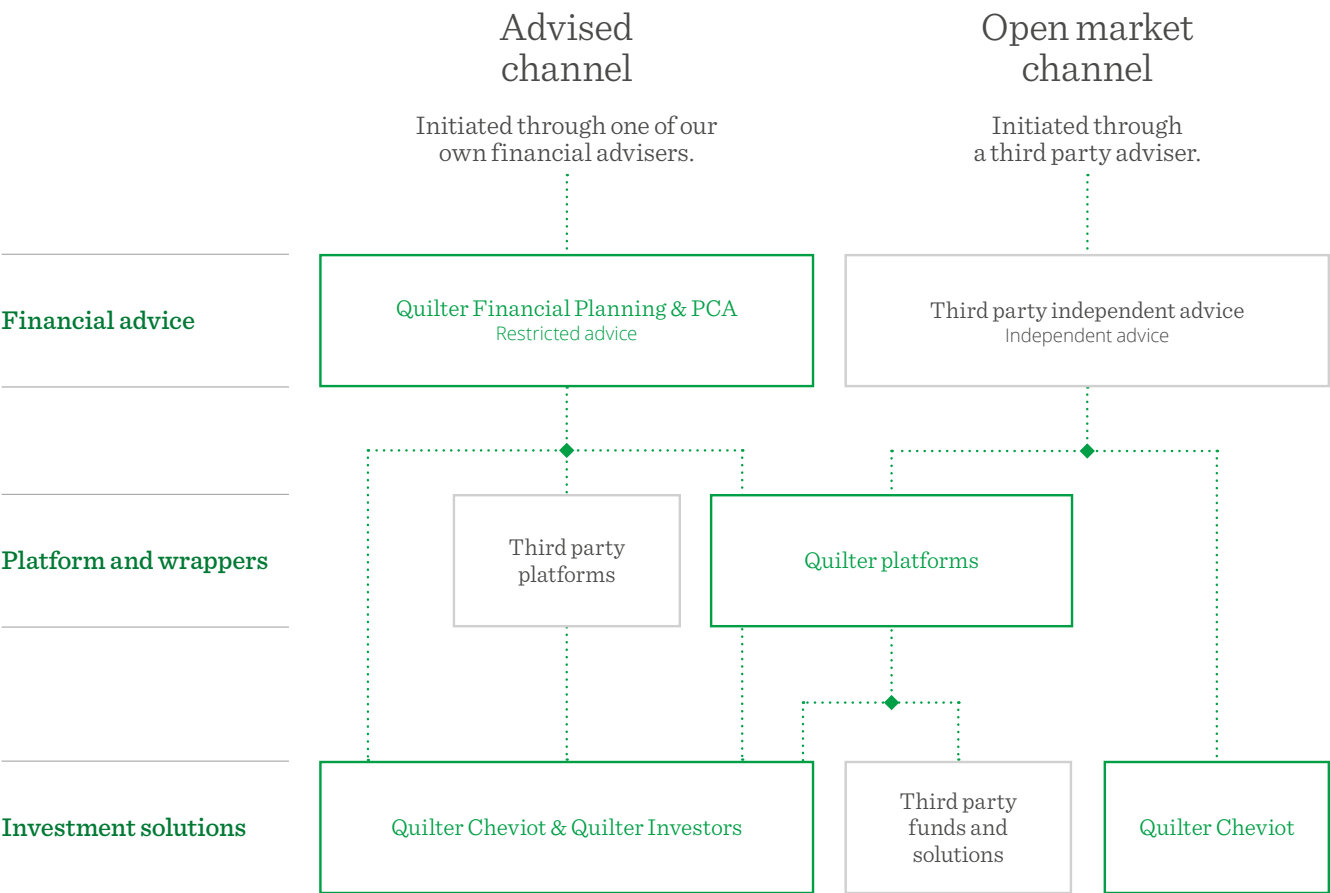 Advised
channel
Initiated through one of our
own financial advisers.
Open market
channel
Initiated through
a third party adviser.
Financial advice
Quilter Financial Planning & PCA
Restricted advice
Third party independent advice
Independent advice
Platform and wrappers
Third party
platforms
Quilter platforms
Investment solutions
Quilter Cheviot & Quilter Investors
Third party
funds and
solutions
Quilter Cheviot